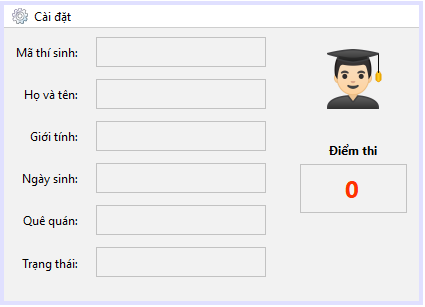 Cài đặt
Mã thí sinh:
Họ và tên:
Giới tính:
Ngày sinh:
Quê quán:
Trạng thái:
Điểm thi
0